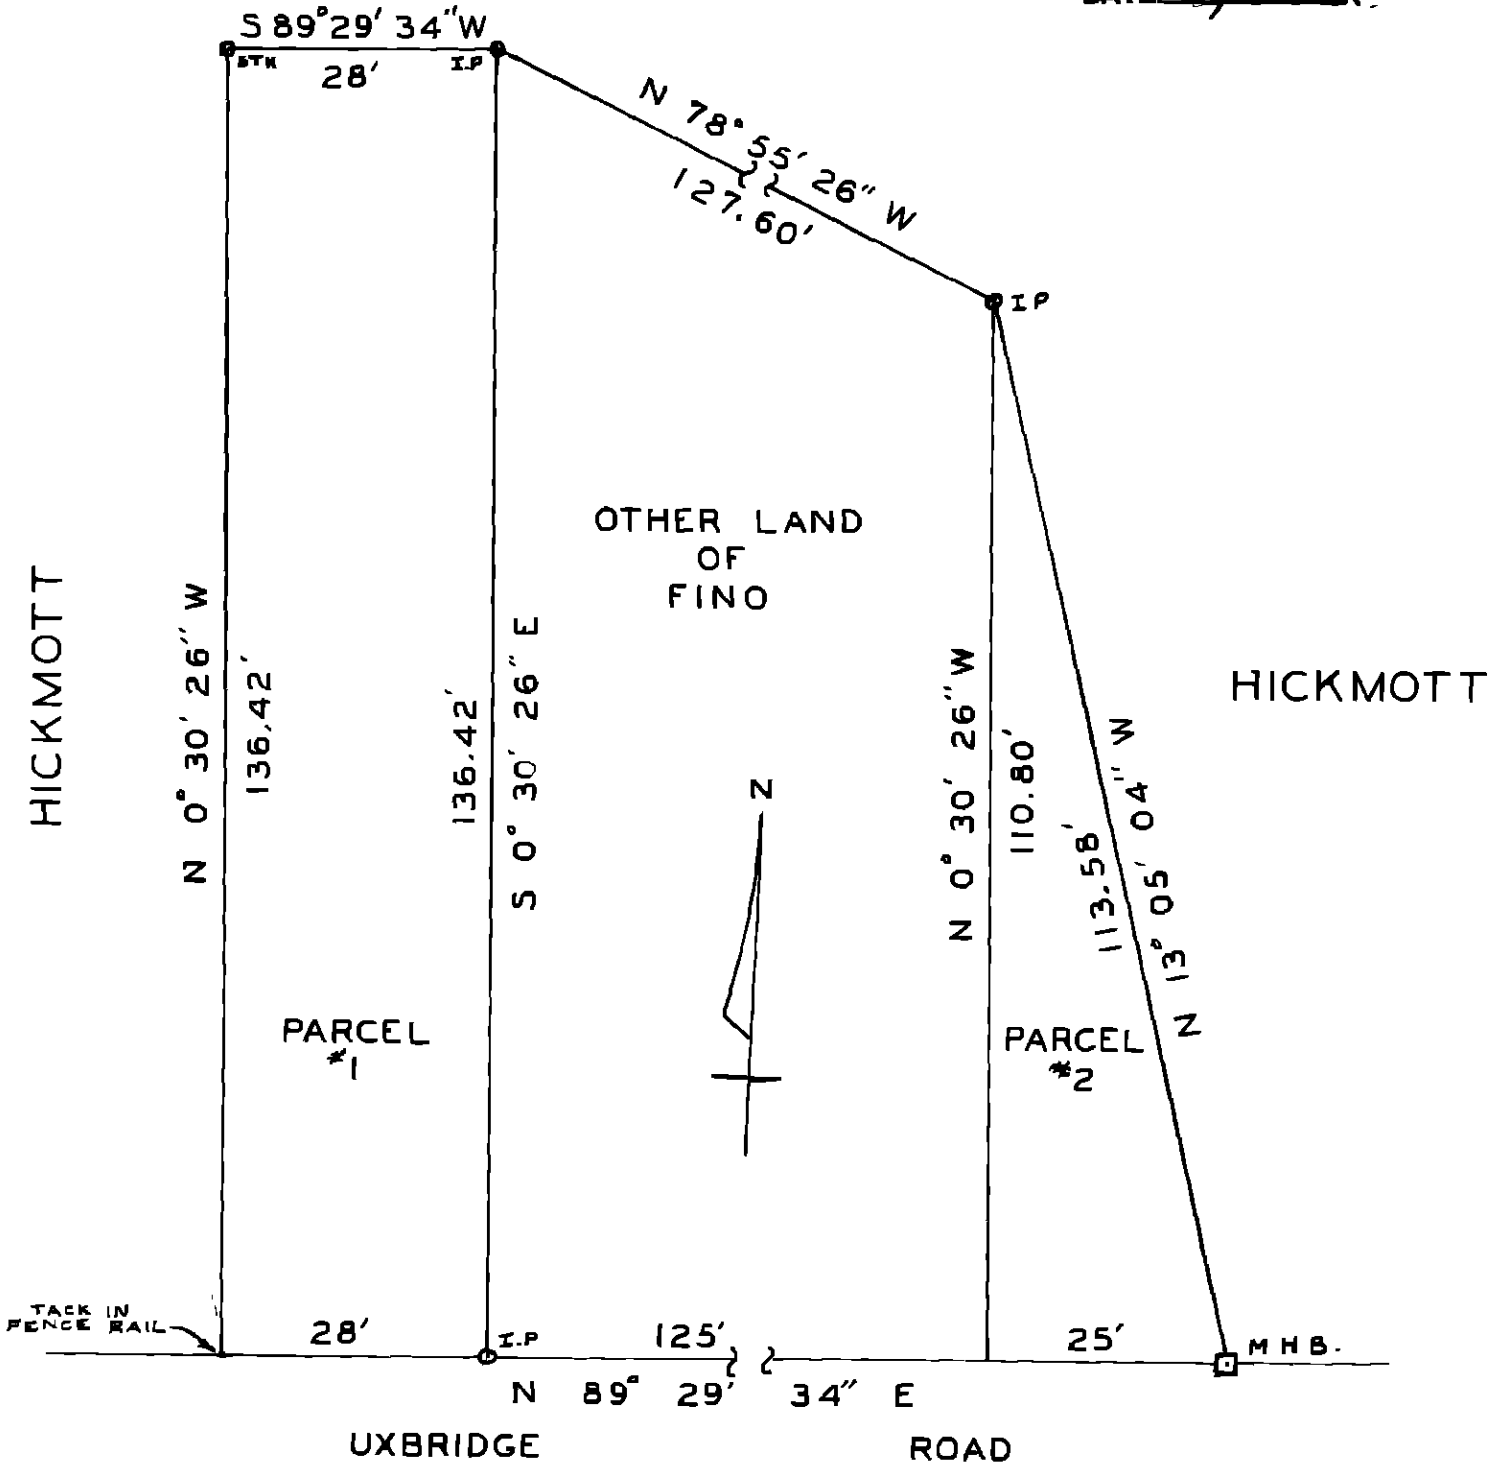 S 89° 29' 34" W
STK
I.P
28'
N 78° 55' 26" W
127.60'
I P
OTHER LAND
OF
FINO
HICKMOTT
N 0° 30' 26" W
136.42'
136.42'
S 0° 30' 26" E
N 0° 30' 26" W
110.80'
113.58'
N 13° 05' 04" W
HICKMOTT
N
PARCEL
#1
PARCEL
#2
TACK IN
FENCE RAIL
28'
I.P
125'
25'
M H B.
N 89° 29' 34" E
UXBRIDGE ROAD